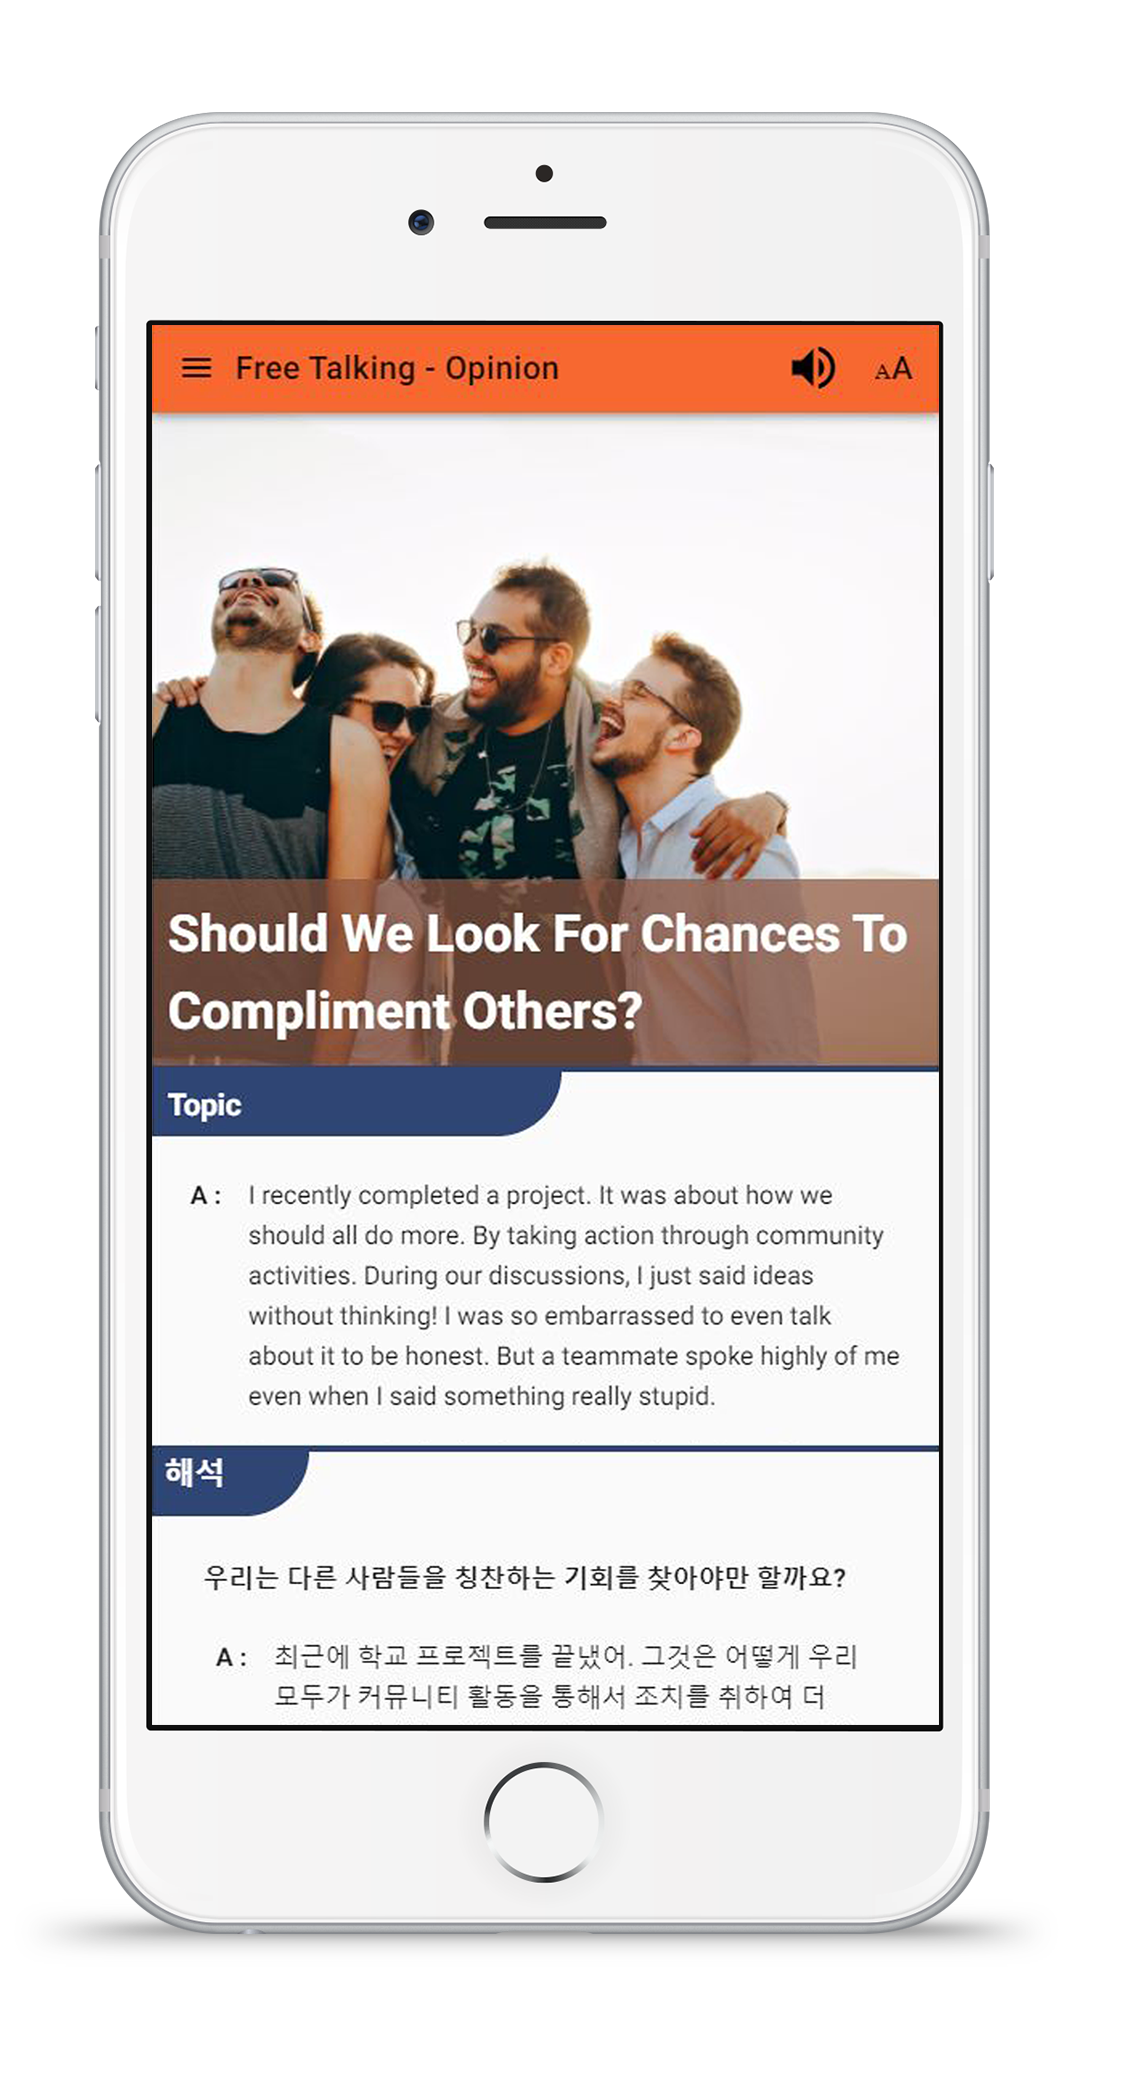 Free Talking - Opinion
AA
Should We Look For Chances To
Compliment Others?
Topic
A : I recently completed a project. It was about how we
should all do more. By taking action through community
activities. During our discussions, I just said ideas
without thinking! I was so embarrassed to even talk
about it to be honest. But a teammate spoke highly of me
even when I said something really stupid.
해석
우리는 다른 사람들을 칭찬하는 기회를 찾아야만 할까요?
A : 최근에 학교 프로젝트를 끝냈어. 그것은 어떻게 우리
모두가 커뮤니티 활동을 통해서 조치를 취하여 더